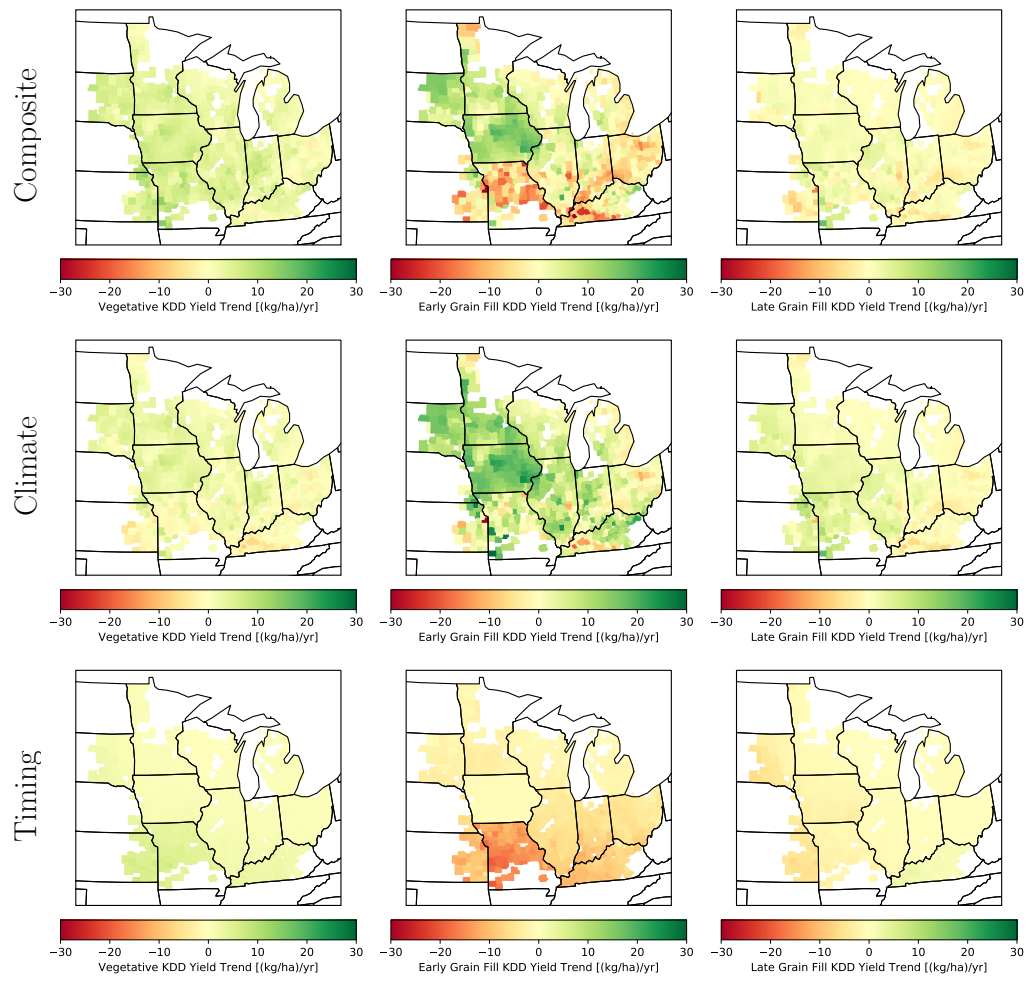 Composite
−30 −20 −10 0 10 20 30
Vegetative KDD Yield Trend [(kg/ha)/yr]
−30 −20 −10 0 10 20 30
Early Grain Fill KDD Yield Trend [(kg/ha)/yr]
−30 −20 −10 0 10 20 30
Late Grain Fill KDD Yield Trend [(kg/ha)/yr]
Climate
−30 −20 −10 0 10 20 30
Vegetative KDD Yield Trend [(kg/ha)/yr]
−30 −20 −10 0 10 20 30
Early Grain Fill KDD Yield Trend [(kg/ha)/yr]
−30 −20 −10 0 10 20 30
Late Grain Fill KDD Yield Trend [(kg/ha)/yr]
Timing
−30 −20 −10 0 10 20 30
Vegetative KDD Yield Trend [(kg/ha)/yr]
−30 −20 −10 0 10 20 30
Early Grain Fill KDD Yield Trend [(kg/ha)/yr]
−30 −20 −10 0 10 20 30
Late Grain Fill KDD Yield Trend [(kg/ha)/yr]